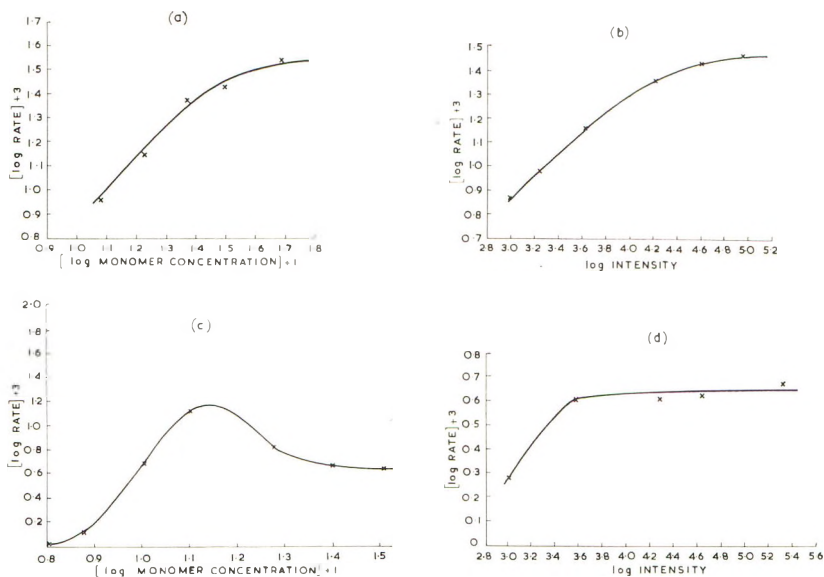 (a)
1·7
1·6
1·5
1·4
1·3
1·2
1·1
1·0
0·9
0·8
[log RATE]+3
0·9 1·0 1·1 1·2 1·3 1·4 1·5 1·6 1·7 1·8
[log MONOMER CONCENTRATION]+1
(b)
1·5
1·4
1·3
1·2
1·1
1·0
0·9
0·8
0·7
[log RATE]+3
2·8 3·0 3·2 3·4 3·6 3·8 4·0 4·2 4·4 4·6 4·8 5·0 5·2
log INTENSITY
(c)
2·0
1·8
1·6
1·4
1·2
1·0
0·8
0·6
0·4
0·2
[log RATE]+3
0·8 0·9 1·0 1·1 1·2 1·3 1·4 1·5
[log MONOMER CONCENTRATION]+1
(d)
0·8
0·7
0·6
0·5
0·4
0·3
0·2
0·1
0
[log RATE]+3
2·8 3·0 3·2 3·4 3·6 3·8 4·0 4·2 4·4 4·6 4·8 5·0 5·2 5·4 5·6
log INTENSITY